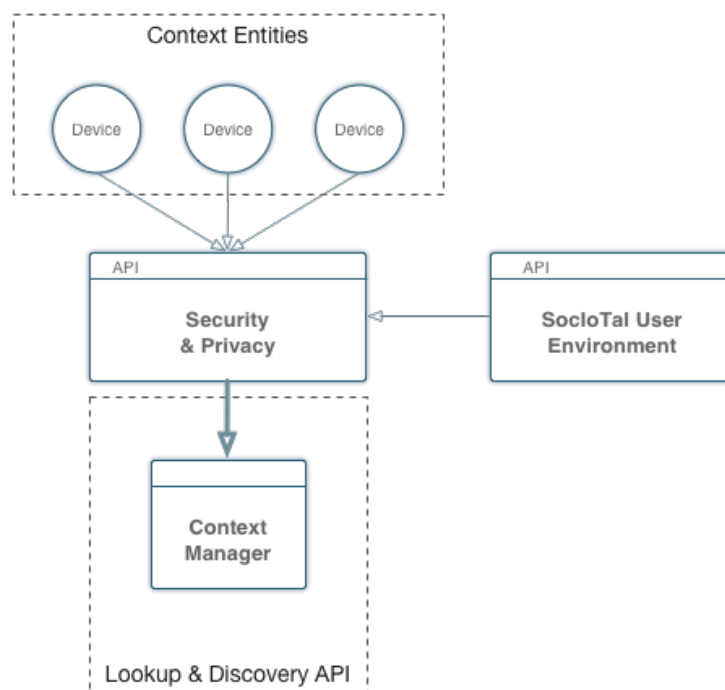 Context Entities
Device
Device
Device
API
Security
& Privacy
API
SocIoTal User
Environment
Context
Manager
Lookup & Discovery API